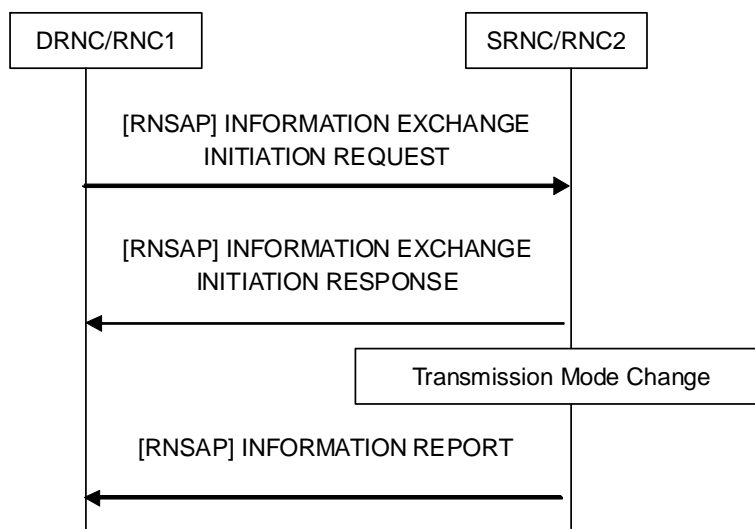 DRNC/RNC1
SRNC/RNC2
[RNSAP] INFORMATION EXCHANGE
INITIATION REQUEST
[RNSAP] INFORMATION EXCHANGE
INITIATION RESPONSE
Transmission Mode Change
[RNSAP] INFORMATION REPORT